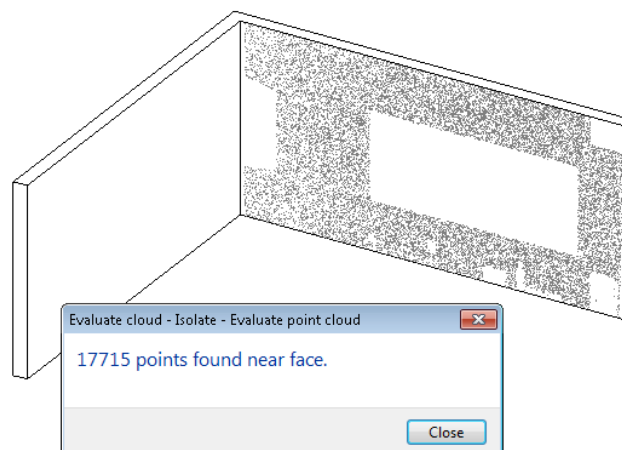 Evaluate cloud - Isolate - Evaluate point cloud
17715 points found near face.
Close